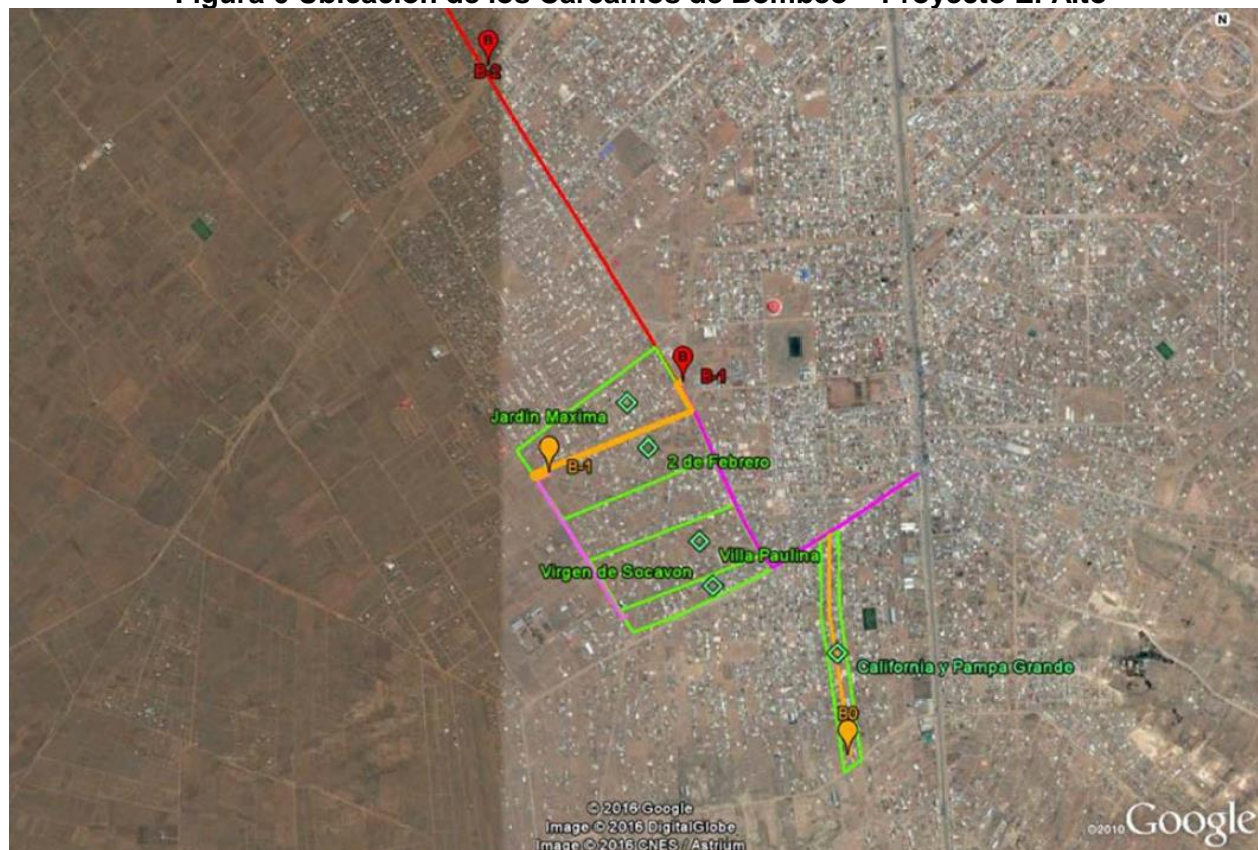 Figura 6 Ubicación de los Cárcamos de Bombeo – Proyecto El Alto
N
B
B-2
B
B-1
Jardin Maxima
B-1
2 de Febrero
Villa Paulina
Virgen de Socavon
California y Pampa Grande
B0
© 2016 Google
Image © 2016 DigitalGlobe
Image © 2016 CNES / Astrium
©2010 Google